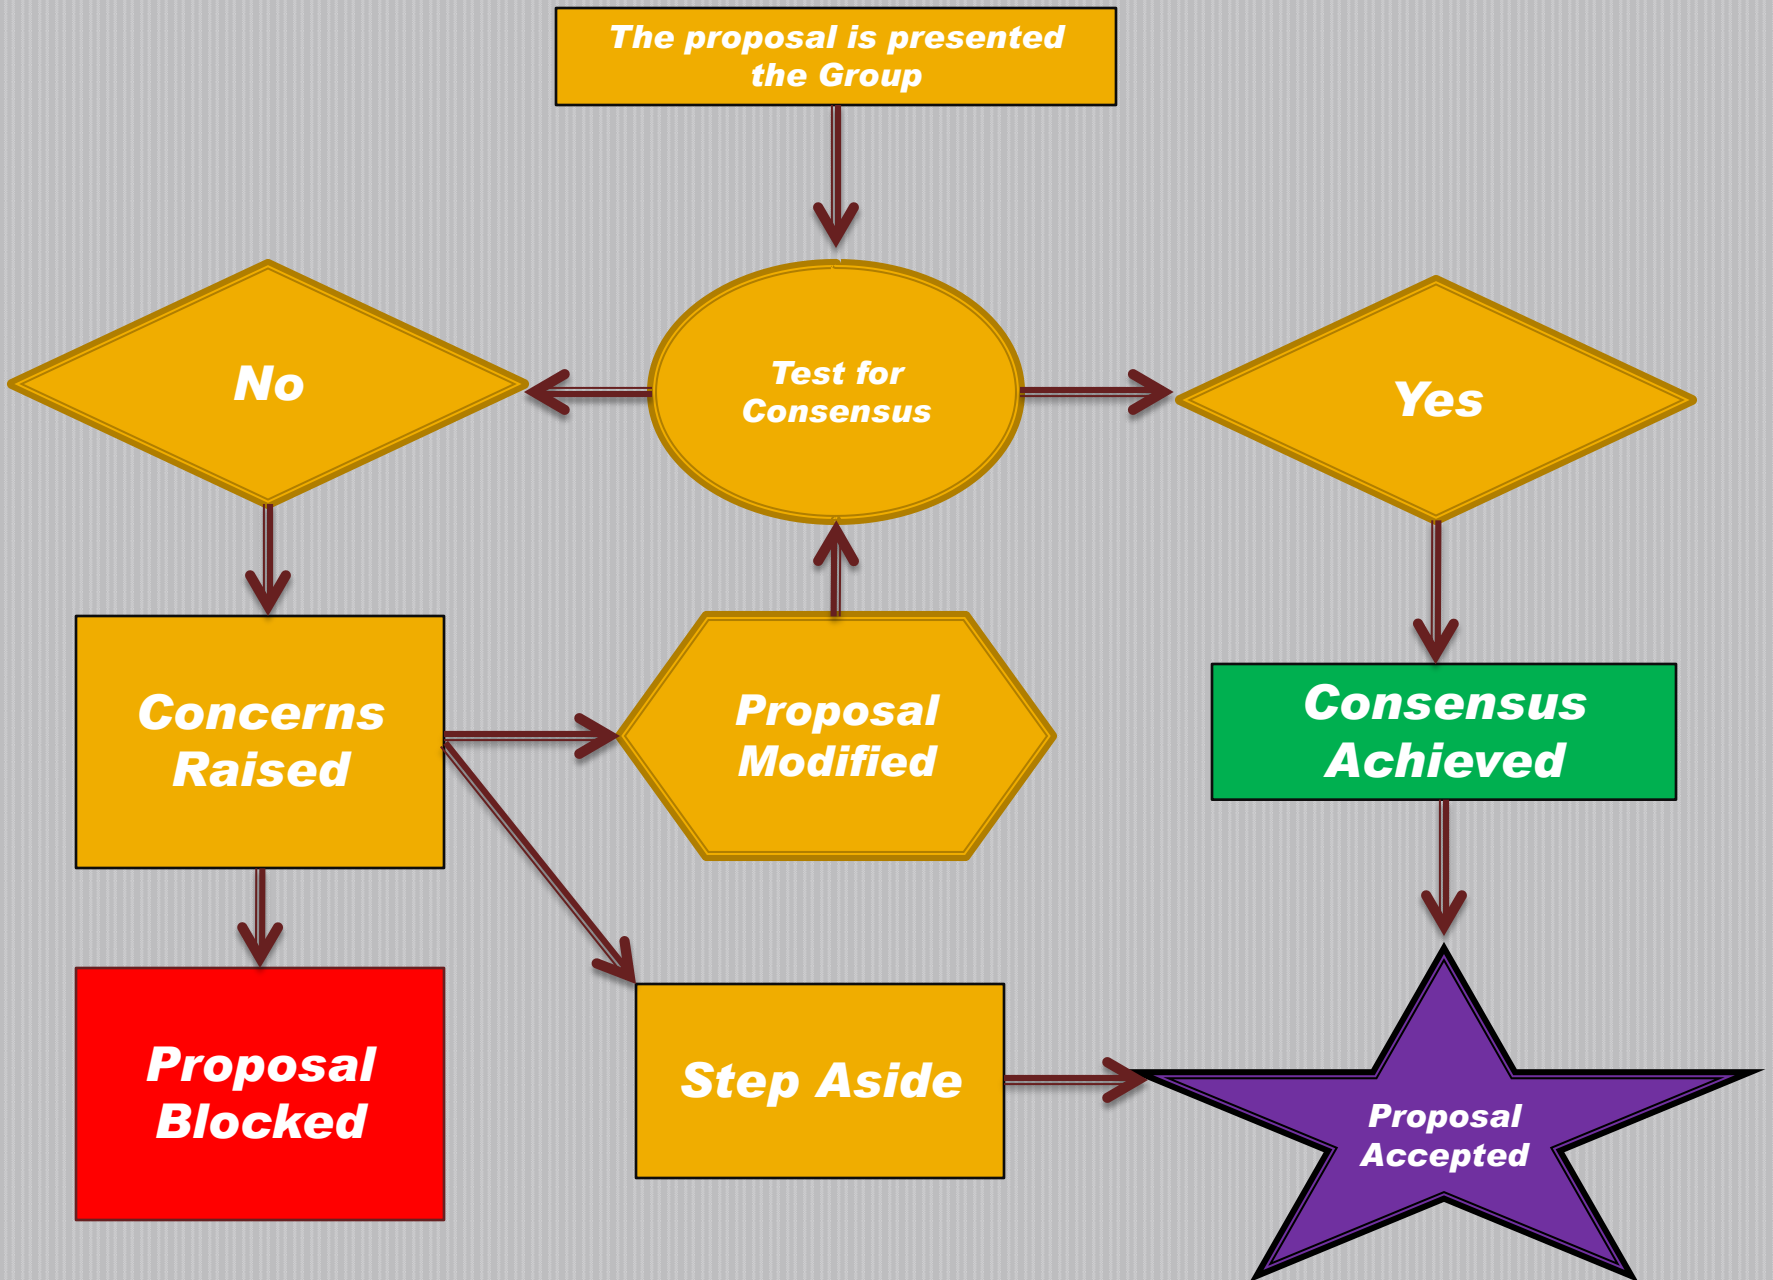 The proposal is presented
the Group
No
Test for
Consensus
Yes
Concerns
Raised
Proposal
Modified
Consensus
Achieved
Proposal
Blocked
Step Aside
Proposal
Accepted